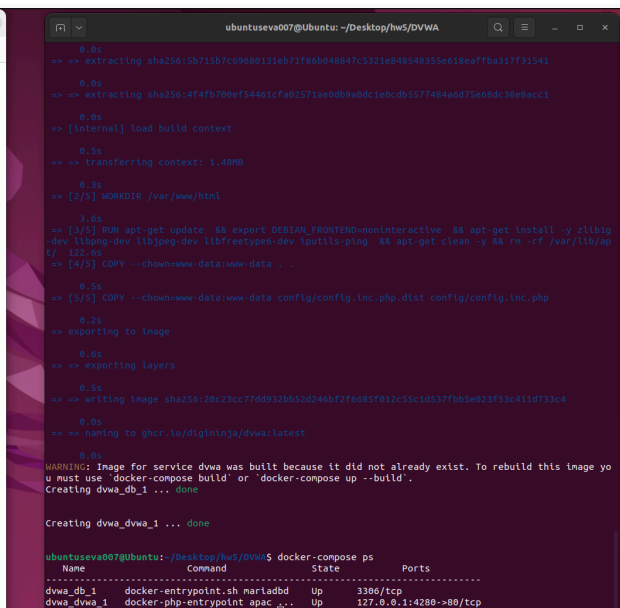 ubuntuseva007@Ubuntu: ~/Desktop/hw5/DVWA
0.0s
=> => extracting sha256:5b715b7c69680131eb71f86b048847c5321e848548355e618eaffba317f31541
0.0s
=> => extracting sha256:4f4fb700ef54461cfa02571ae0db9a0dc1e0cdb5577484a6d75e68dc38e8acc1
0.0s
=> [internal] load build context
0.5s
=> => transferring context: 1.40MB
0.3s
=> [2/5] WORKDIR /var/www/html
3.6s
=> [3/5] RUN apt-get update  && export DEBIAN_FRONTEND=noninteractive  && apt-get install -y zlib1g
-dev libpng-dev libjpeg-dev libfreetype6-dev iputils-ping  && apt-get clean -y && rm -rf /var/lib/ap
t/  122.6s
=> [4/5] COPY --chown=www-data:www-data . .
0.5s
=> [5/5] COPY --chown=www-data:www-data config/config.inc.php.dist config/config.inc.php
0.2s
=> exporting to image
0.6s
=> => exporting layers
0.5s
=> => writing image sha256:20c23cc77dd932bb52d246bf2f6685f012c55c1d537fbb5e023f53c411d733c4
0.0s
=> => naming to ghcr.io/digininja/dvwa:latest
0.0s
WARNING: Image for service dvwa was built because it did not already exist. To rebuild this image yo
u must use `docker-compose build` or `docker-compose up --build`.
Creating dvwa_db_1 ... done
Creating dvwa_dvwa_1 ... done
ubuntuseva007@Ubuntu:~/Desktop/hw5/DVWA$ docker-compose ps
Name Command State Ports
--------------------------------------------------------------------------------
dvwa_db_1 docker-entrypoint.sh mariadbd Up 3306/tcp
dvwa_dvwa_1 docker-php-entrypoint apac ... Up 127.0.0.1:4280->80/tcp